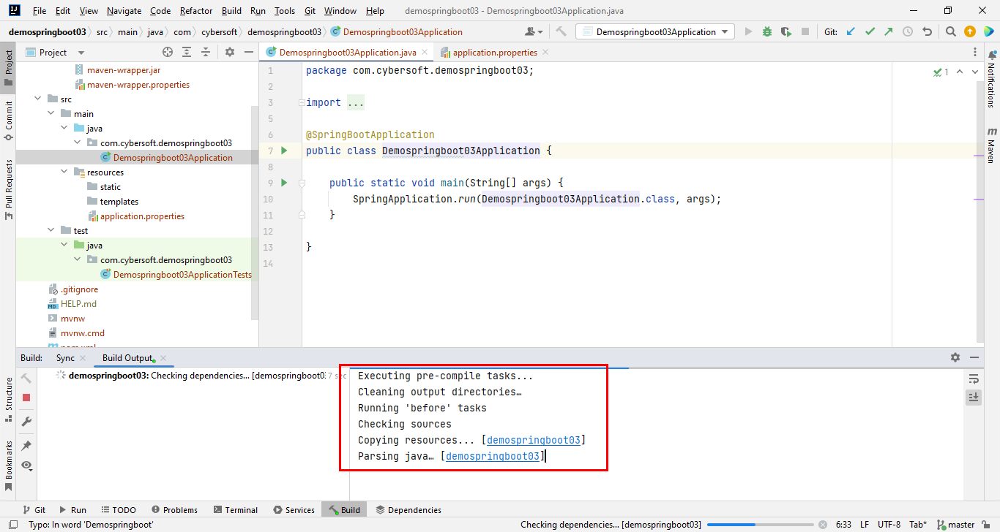 File Edit View Navigate Code Refactor Build Run Tools Git Window Help demospringboot03 - Demospringboot03Application.java
demospringboot03 src main java com cybersoft demospringboot03 Demospringboot03Application Demospringboot03Application Git:
Project
Demospringboot03Application.java application.properties
Project
Commit
Pull Requests
Structure
Bookmarks
maven-wrapper.jar
maven-wrapper.properties
src
main
java
com.cybersoft.demospringboot03
Demospringboot03Application
resources
static
templates
application.properties
test
java
com.cybersoft.demospringboot03
Demospringboot03ApplicationTests
.gitignore
HELP.md
mvnw
mvnw.cmd
pom.xml
1 package com.cybersoft.demospringboot03;
2
3 import ...
5
6 @SpringBootApplication
7 public class Demospringboot03Application {
8
9 public static void main(String[] args) {
10 SpringApplication.run(Demospringboot03Application.class, args);
11 }
12
13 }
14
1
Notifications
Maven
Build: Sync Build Output
demospringboot03: Checking dependencies... [demospringboot0 7 sec
Executing pre-compile tasks...
Cleaning output directories…
Running 'before' tasks
Checking sources
Copying resources... [demospringboot03]
Parsing java… [demospringboot03]
Git Run TODO Problems Terminal Services Build Dependencies
Typo: In word 'Demospringboot' Checking dependencies... [demospringboot03] 6:33 LF UTF-8 Tab* master